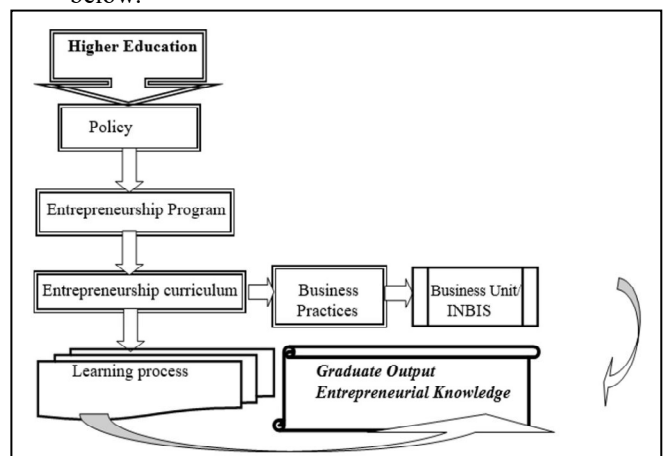 below.
Higher Education
Policy
Entrepreneurship Program
Entrepreneurship curriculum
Business
Practices
Business Unit/
INBIS
Learning process
Graduate Output
Entrepreneurial Knowledge